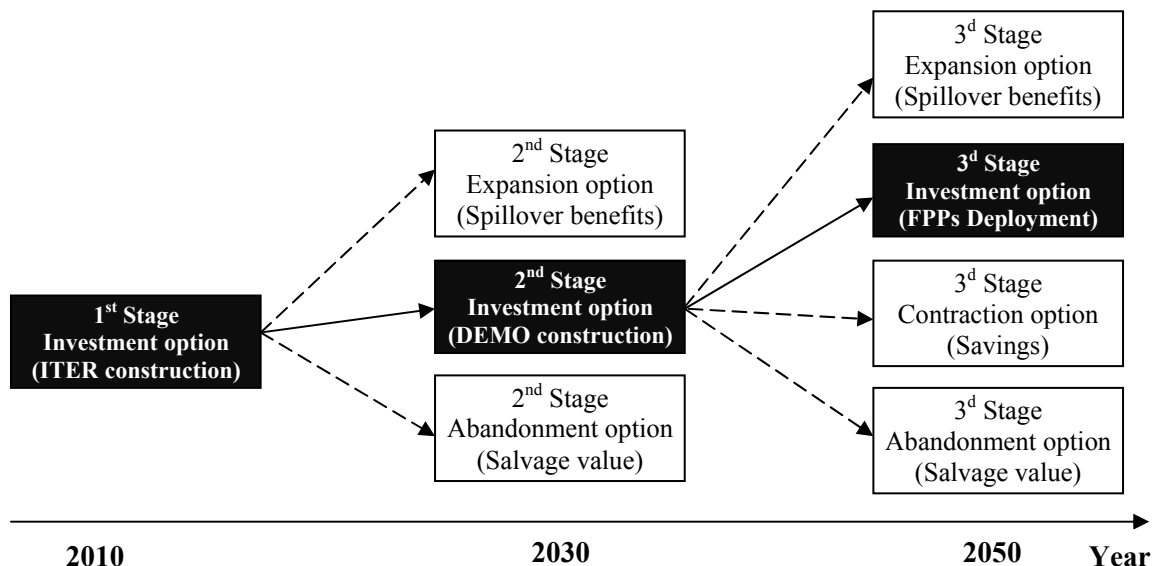 1st Stage
Investment option
(ITER construction)
2nd Stage
Expansion option
(Spillover benefits)
2nd Stage
Investment option
(DEMO construction)
2nd Stage
Abandonment option
(Salvage value)
3d Stage
Expansion option
(Spillover benefits)
3d Stage
Investment option
(FPPs Deployment)
3d Stage
Contraction option
(Savings)
3d Stage
Abandonment option
(Salvage value)
2010 2030 2050 Year